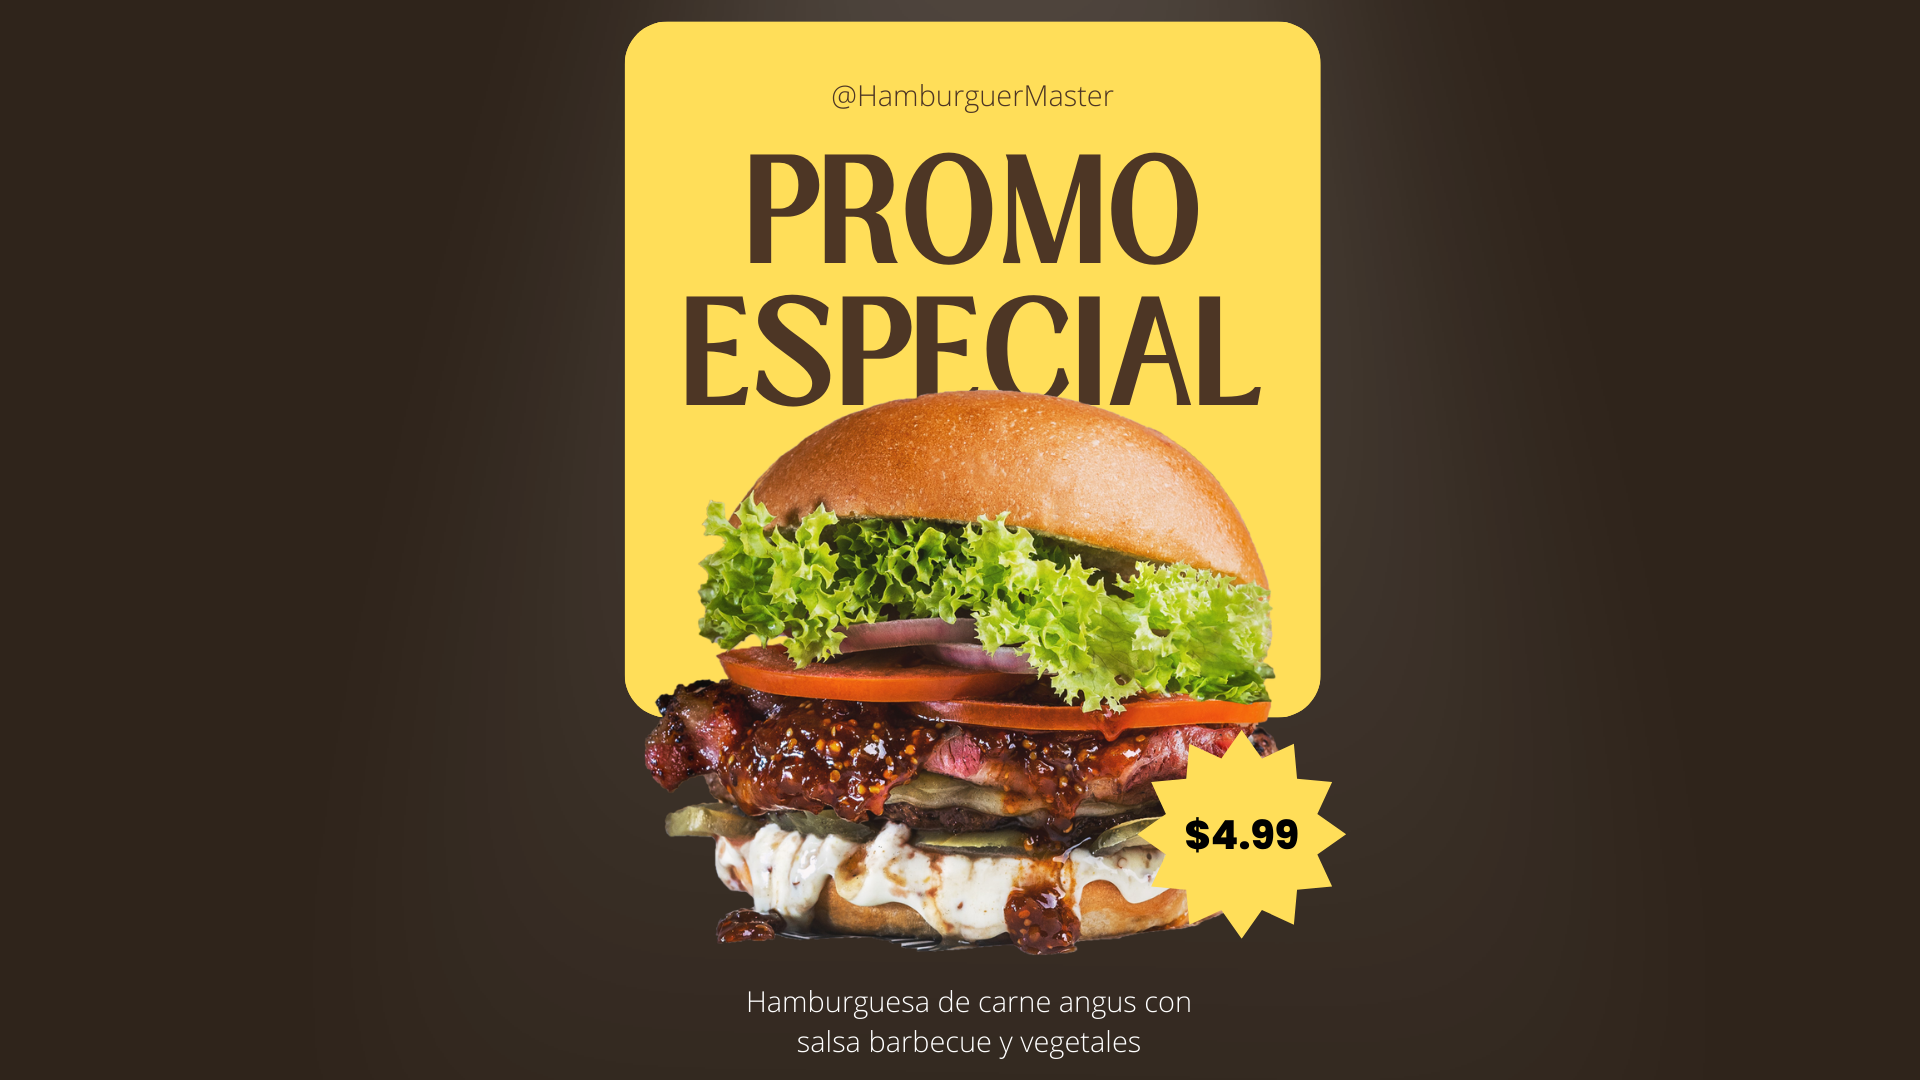 @HamburguerMaster
PROMO
ESPECIAL
$4.99
Hamburguesa de carne angus con
salsa barbecue y vegetales